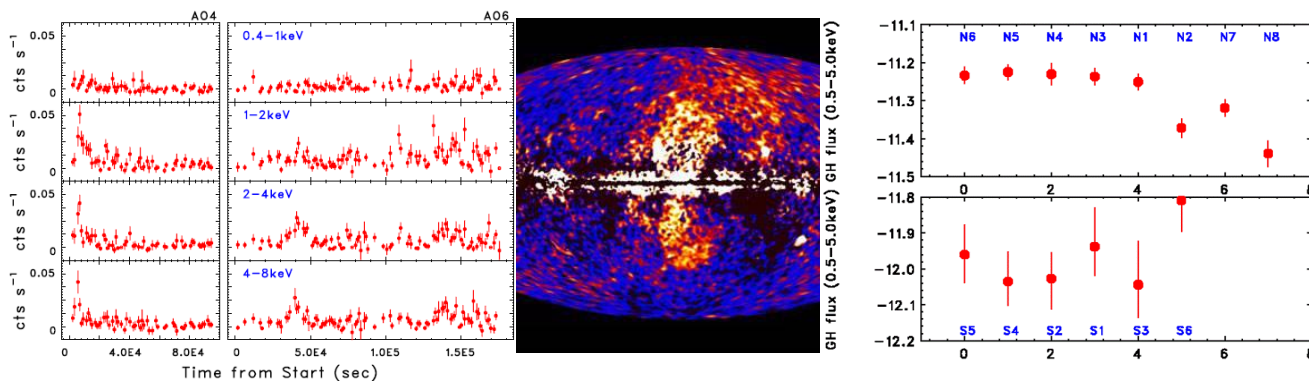 AO4
AO6
0.4−1keV
1−2keV
2−4keV
4−8keV
cts s−1
cts s−1
cts s−1
cts s−1
0.05
0
0.05
0
0.05
0
0.05
0
0
4.0E4
8.0E4
0
5.0E4
1.0E5
1.5E5
Time from Start (sec)
GH flux (0.5−5.0keV)
−11.1
−11.2
−11.3
−11.4
−11.5
N6 N5 N4 N3 N1 N2 N7 N8
0 2 4 6 8
GH flux (0.5−5.0keV)
−11.8
−11.9
−12.0
−12.1
−12.2
S5 S4 S2 S1 S3 S6
0 2 4 6 8